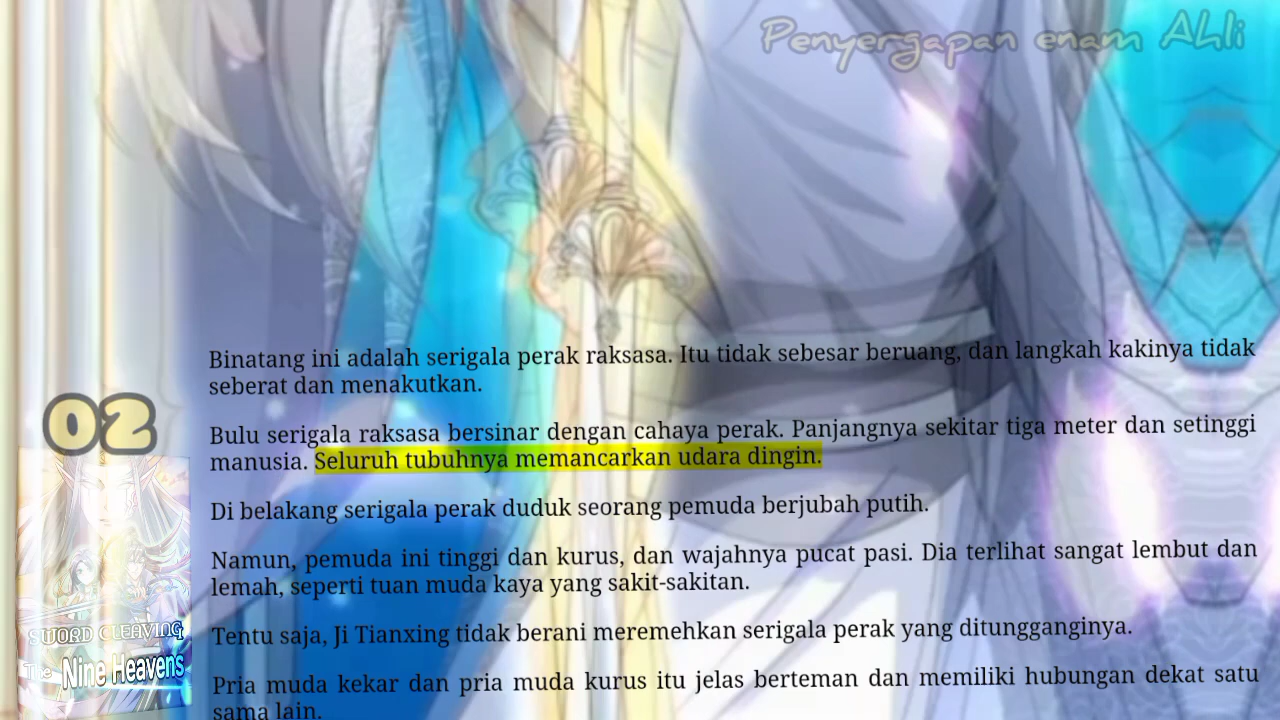 Penyergapan enam Ahli
Binatang ini adalah serigala perak raksasa. Itu tidak sebesar beruang, dan langkah kakinya tidak
seberat dan menakutkan.
Bulu serigala raksasa bersinar dengan cahaya perak. Panjangnya sekitar tiga meter dan setinggi
manusia. Seluruh tubuhnya memancarkan udara dingin.
Di belakang serigala perak duduk seorang pemuda berjubah putih.
Namun, pemuda ini tinggi dan kurus, dan wajahnya pucat pasi. Dia terlihat sangat lembut dan
lemah, seperti tuan muda kaya yang sakit-sakitan.
Tentu saja, Ji Tianxing tidak berani meremehkan serigala perak yang ditungganginya.
Pria muda kekar dan pria muda kurus itu jelas berteman dan memiliki hubungan dekat satu
sama lain.
02
SWORD CLEAVING
The Nine Heavens